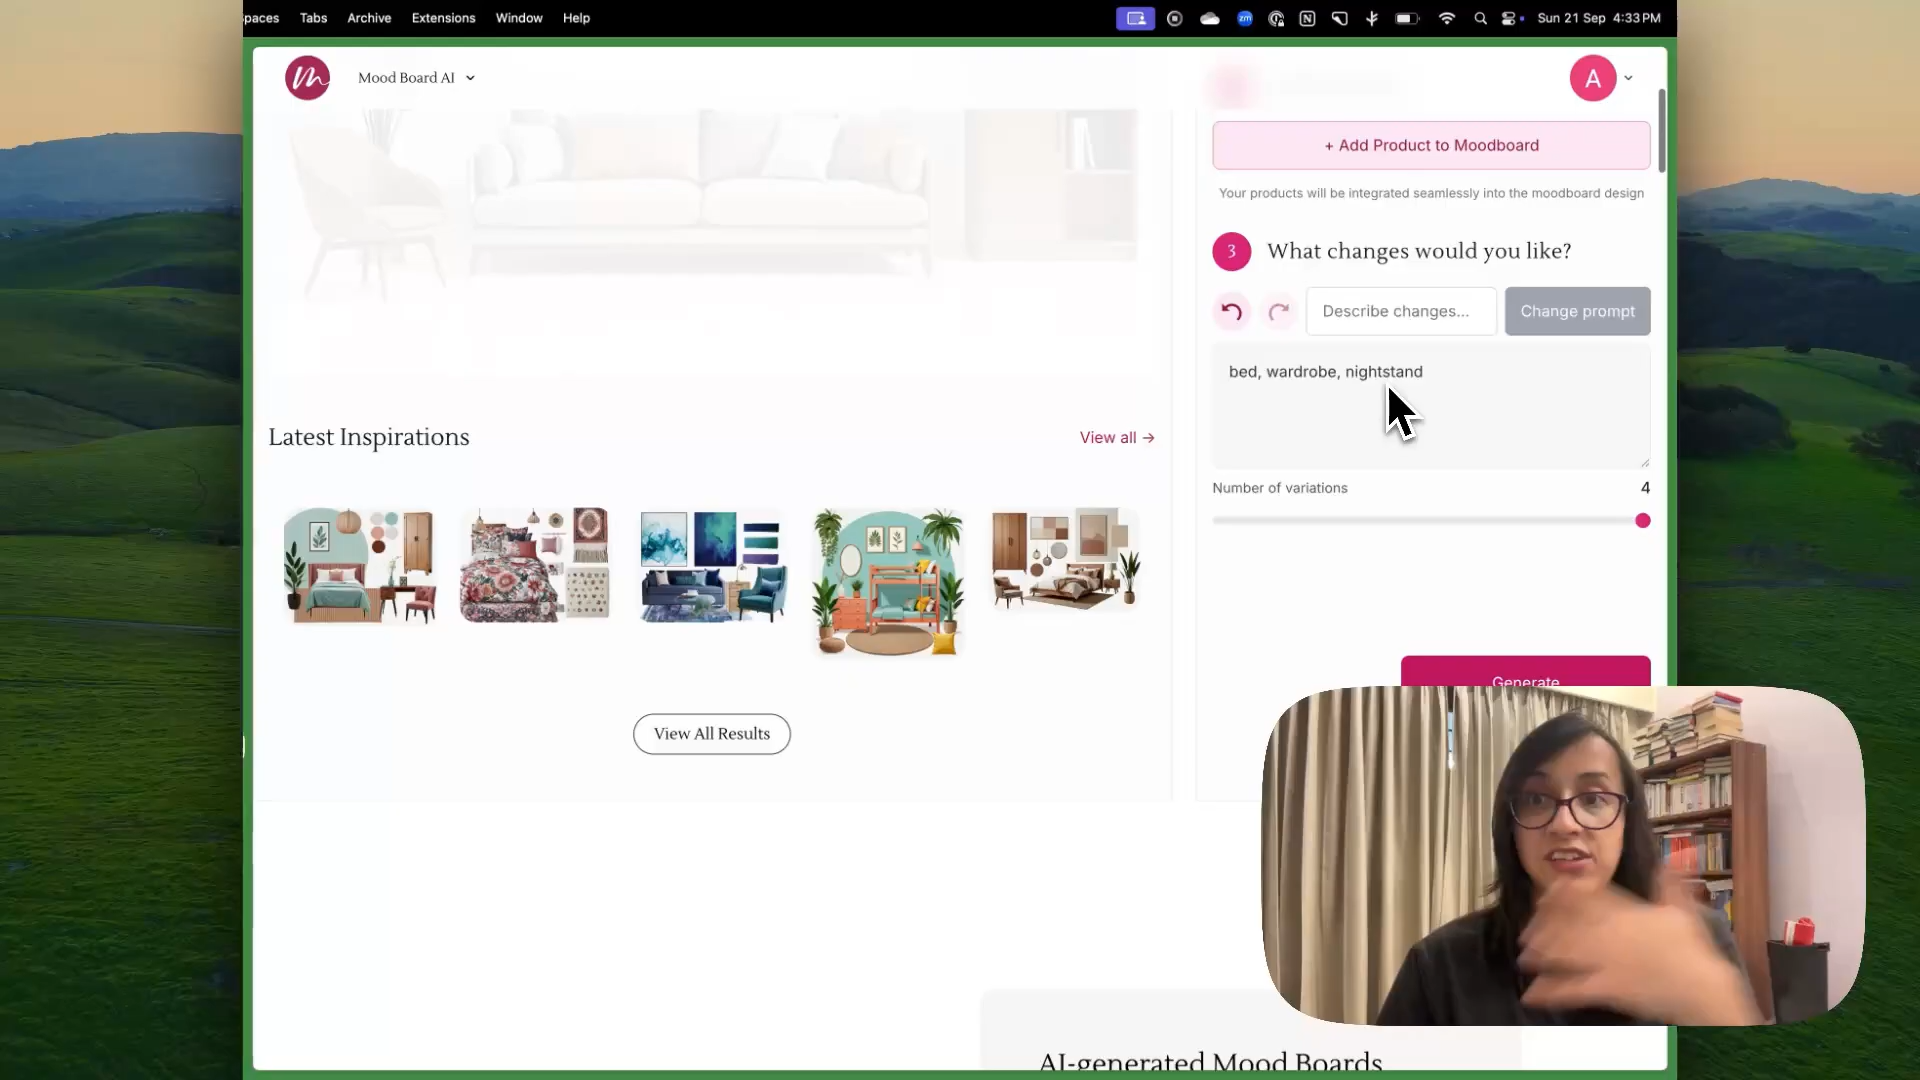 paces Tabs Archive Extensions Window Help
zm
N
Sun 21 Sep 4:33 PM
m
Mood Board AI
A
+ Add Product to Moodboard
Your products will be integrated seamlessly into the moodboard design
3
What changes would you like?
Describe changes...
Change prompt
bed, wardrobe, nightstand
Number of variations
4
Latest Inspirations
View all →
Generate
View All Results
AI-generated Mood Boards